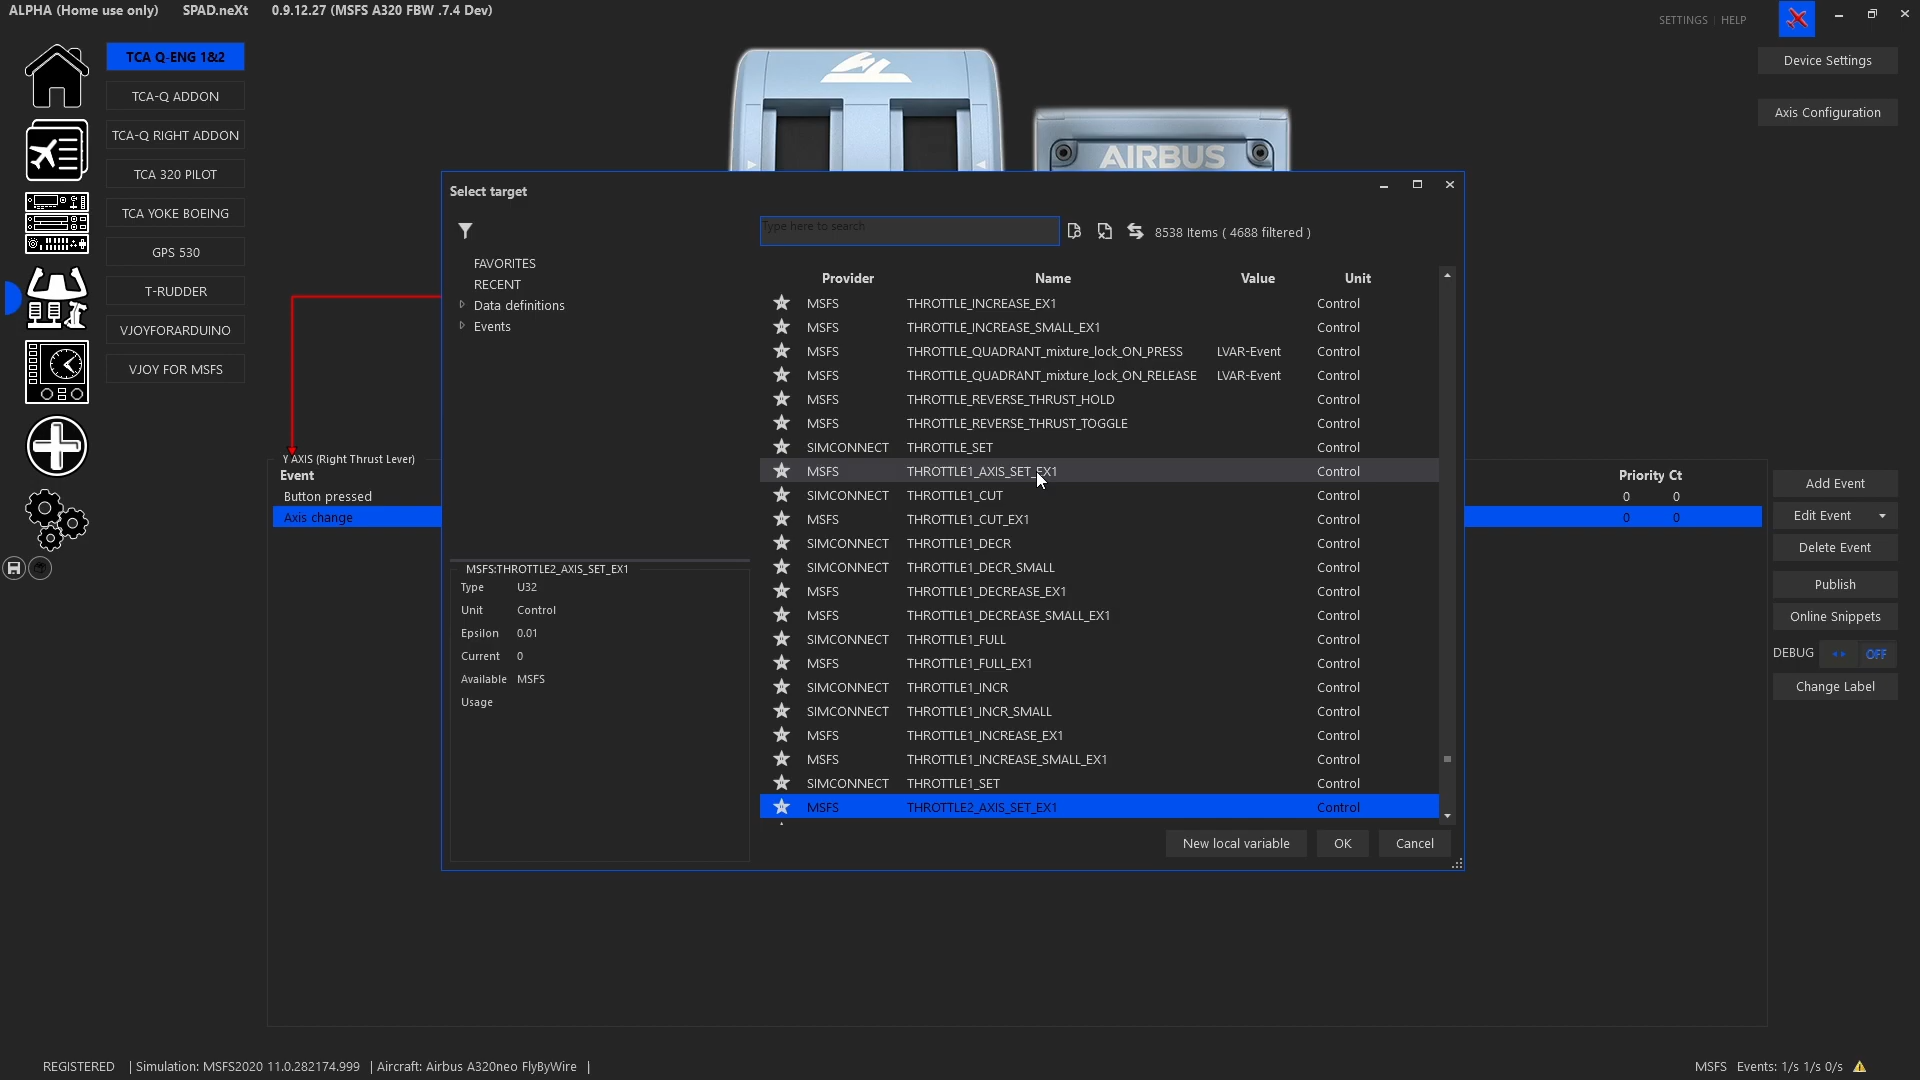 ALPHA (Home use only) SPAD.neXt 0.9.12.27 (MSFS A320 FBW .7.4 Dev)
SETTINGS | HELP
TCA Q-ENG 1&2
TCA-Q ADDON
TCA-Q RIGHT ADDON
TCA 320 PILOT
TCA YOKE BOEING
GPS 530
T-RUDDER
VJOYFORARDUINO
VJOY FOR MSFS
Device Settings
Axis Configuration
AIRBUS
Select target
Type here to search
8538 Items ( 4688 filtered )
FAVORITES
RECENT
Data definitions
Events
Provider Name Value Unit
MSFS THROTTLE_INCREASE_EX1 Control
MSFS THROTTLE_INCREASE_SMALL_EX1 Control
MSFS THROTTLE_QUADRANT_mixture_lock_ON_PRESS LVAR-Event Control
MSFS THROTTLE_QUADRANT_mixture_lock_ON_RELEASE LVAR-Event Control
MSFS THROTTLE_REVERSE_THRUST_HOLD Control
MSFS THROTTLE_REVERSE_THRUST_TOGGLE Control
SIMCONNECT THROTTLE_SET Control
MSFS THROTTLE1_AXIS_SET_EX1 Control
SIMCONNECT THROTTLE1_CUT Control
MSFS THROTTLE1_CUT_EX1 Control
SIMCONNECT THROTTLE1_DECR Control
SIMCONNECT THROTTLE1_DECR_SMALL Control
MSFS THROTTLE1_DECREASE_EX1 Control
MSFS THROTTLE1_DECREASE_SMALL_EX1 Control
SIMCONNECT THROTTLE1_FULL Control
MSFS THROTTLE1_FULL_EX1 Control
SIMCONNECT THROTTLE1_INCR Control
SIMCONNECT THROTTLE1_INCR_SMALL Control
MSFS THROTTLE1_INCREASE_EX1 Control
MSFS THROTTLE1_INCREASE_SMALL_EX1 Control
SIMCONNECT THROTTLE1_SET Control
MSFS THROTTLE2_AXIS_SET_EX1 Control
MSFS:THROTTLE2_AXIS_SET_EX1
Type U32
Unit Control
Epsilon 0.01
Current 0
Available MSFS
Usage
New local variable
OK
Cancel
Y AXIS (Right Thrust Lever)
Event Priority Ct
Button pressed 0 0
Axis change 0 0
Add Event
Edit Event
Delete Event
Publish
Online Snippets
DEBUG OFF
Change Label
REGISTERED | Simulation: MSFS2020 11.0.282174.999 | Aircraft: Airbus A320neo FlyByWire |
MSFS Events: 1/s 1/s 0/s